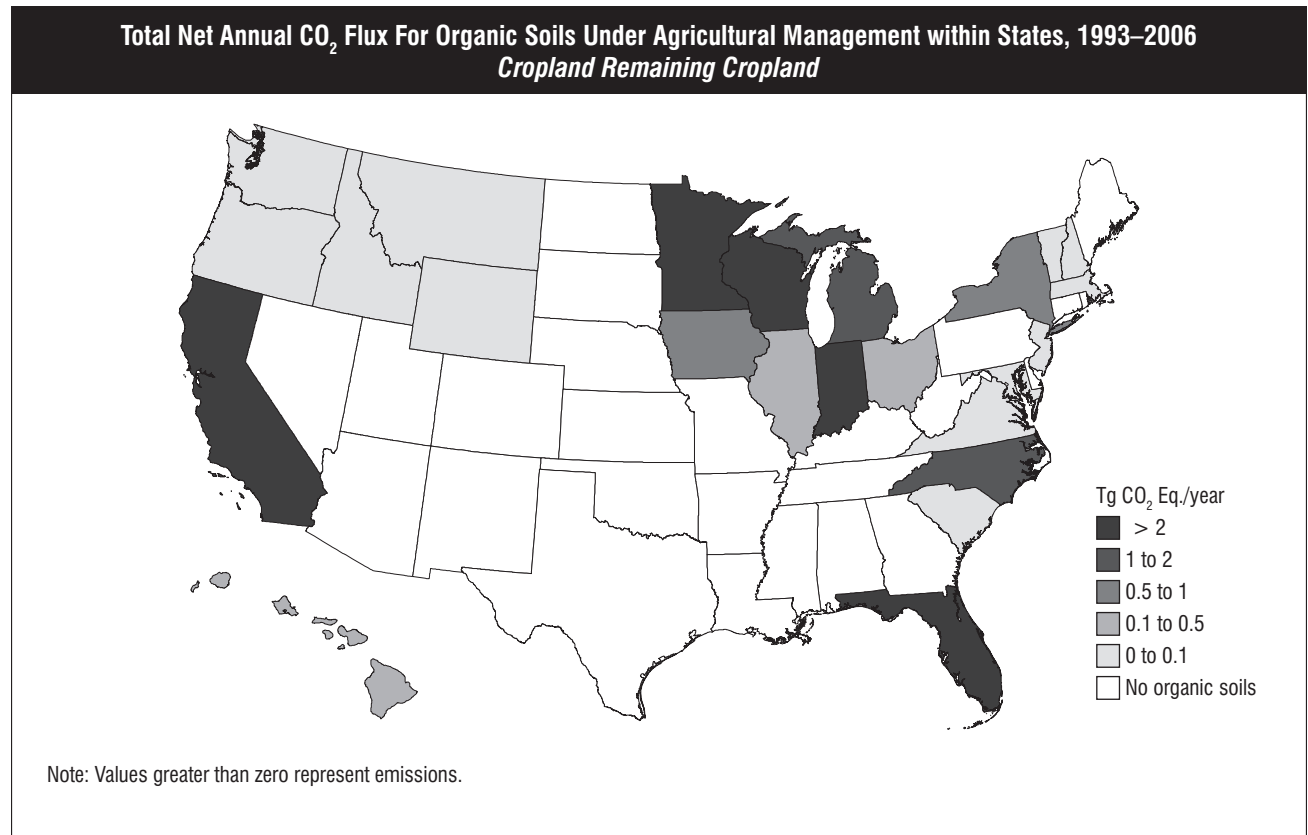 Total Net Annual CO₂ Flux For Organic Soils Under Agricultural Management within States, 1993–2006
Cropland Remaining Cropland
Tg CO₂ Eq./year
> 2
1 to 2
0.5 to 1
0.1 to 0.5
0 to 0.1
No organic soils
Note: Values greater than zero represent emissions.